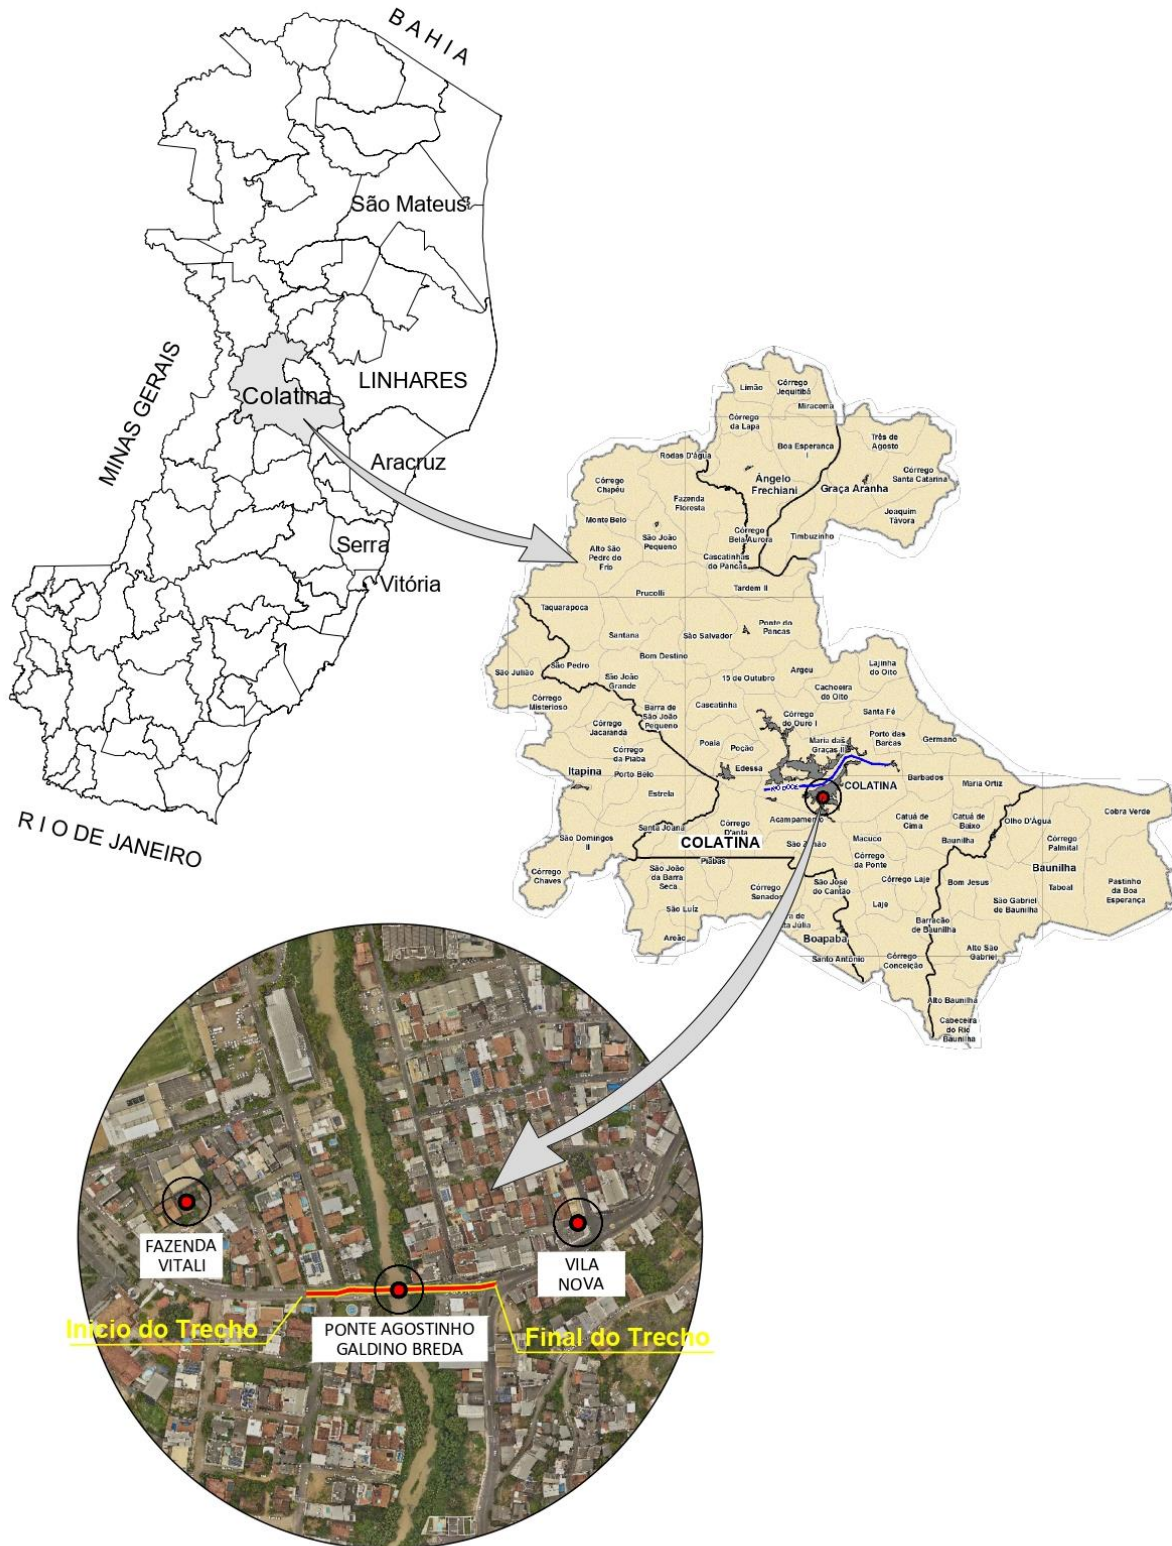 BAHIA
São Mateus
MINAS GERAIS
LINHARES
Colatina
Aracruz
Serra
Vitória
RIO DE JANEIRO
Limão
Córrego
Jequitibá
Miracema
Córrego
da Lapa
Três de
Agosto
Boa Esperança
I
Rodas D'água
Córrego
Santa Catarina
Ângelo
Frechiani
Graça Aranha
Córrego
Chapéu
Fazenda
Floresta
Joaquim
Távora
Monte Belo
São João
Pequeno
Córrego
Bela Aurora
Timbuzinho
Alto São
Pedro do
Frio
Cascatinha
do Pancas
Tardem II
Prucolli
Taquarapoca
Ponte do
Pancas
Santana
São Salvador
Bom Destino
São Pedro
Lajinha
do Oito
São Julião
São João
Grande
15 de Outubro
Argeu
Cachoeira
do Oito
Córrego
Misterioso
Barra de
São João
Pequeno
Cascatinha
Santa Fé
Córrego
Jacarandá
Córrego
do Ouro I
Porto das
Barcas
Germano
Poaia
Poção
Maria das
Graças II
Córrego
da Piaba
Itapina
Porto Belo
Edessa
Barbados
Maria Ortiz
RIO DOCE
COLATINA
Estrela
Cobra Verde
Santa Joana
Córrego
D'anta
Acampamento
Catuá de
Cima
Catuá de
Baixo
Olho D'Água
São Domingos
II
COLATINA
Macuco
Baunilha
Córrego
Palmital
Piabas
Córrego
da Ponte
Baunilha
Córrego
Chaves
São João
da Barra
Seca
Córrego
Senador
São José
do Cantão
Córrego Laje
Bom Jesus
Taboal
Pastinho
da Boa
Esperança
São Luiz
Laje
São Gabriel
de Baunilha
Barracão
de Baunilha
Areão
Boapaba
Santo Antônio
Córrego
Conceição
Alto São
Gabriel
Alto Baunilha
Cabeceira
do Rio
Baunilha
FAZENDA
VITALI
VILA
NOVA
Início do Trecho
PONTE AGOSTINHO
GALDINO BREDA
Final do Trecho